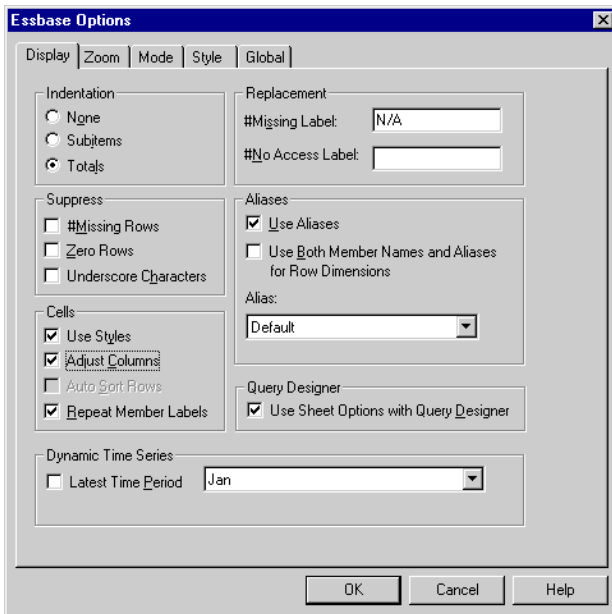 Essbase Options
Display Zoom Mode Style Global
Indentation
None
Subitems
Totals
Replacement
#Missing Label: N/A
#No Access Label:
Suppress
#Missing Rows
Zero Rows
Underscore Characters
Aliases
Use Aliases
Use Both Member Names and Aliases
for Row Dimensions
Alias:
Default
Cells
Use Styles
Adjust Columns
Auto Sort Rows
Repeat Member Labels
Query Designer
Use Sheet Options with Query Designer
Dynamic Time Series
Latest Time Period Jan
OK Cancel Help